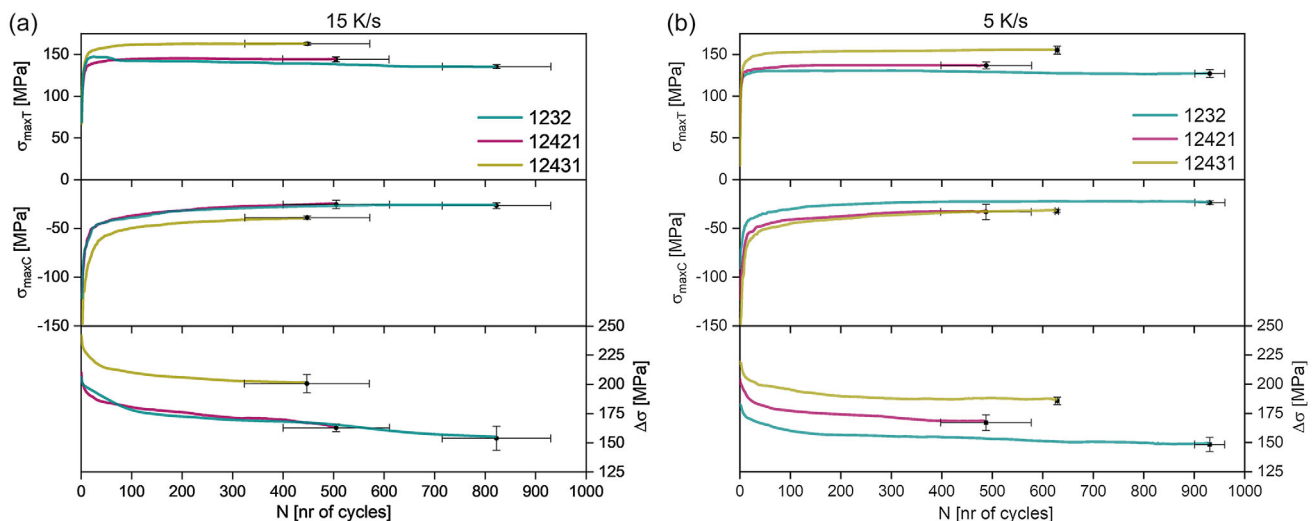 (a)
15 K/s
σmaxT [MPa]
150
100
50
0
1232
12421
12431
σmaxC [MPa]
-50
-100
-150
Δσ [MPa]
250
225
200
175
150
125
0 100 200 300 400 500 600 700 800 900 1000
N [nr of cycles]
(b)
5 K/s
σmaxT [MPa]
150
100
50
0
1232
12421
12431
σmaxC [MPa]
-50
-100
-150
Δσ [MPa]
250
225
200
175
150
125
0 100 200 300 400 500 600 700 800 900 1000
N [nr of cycles]